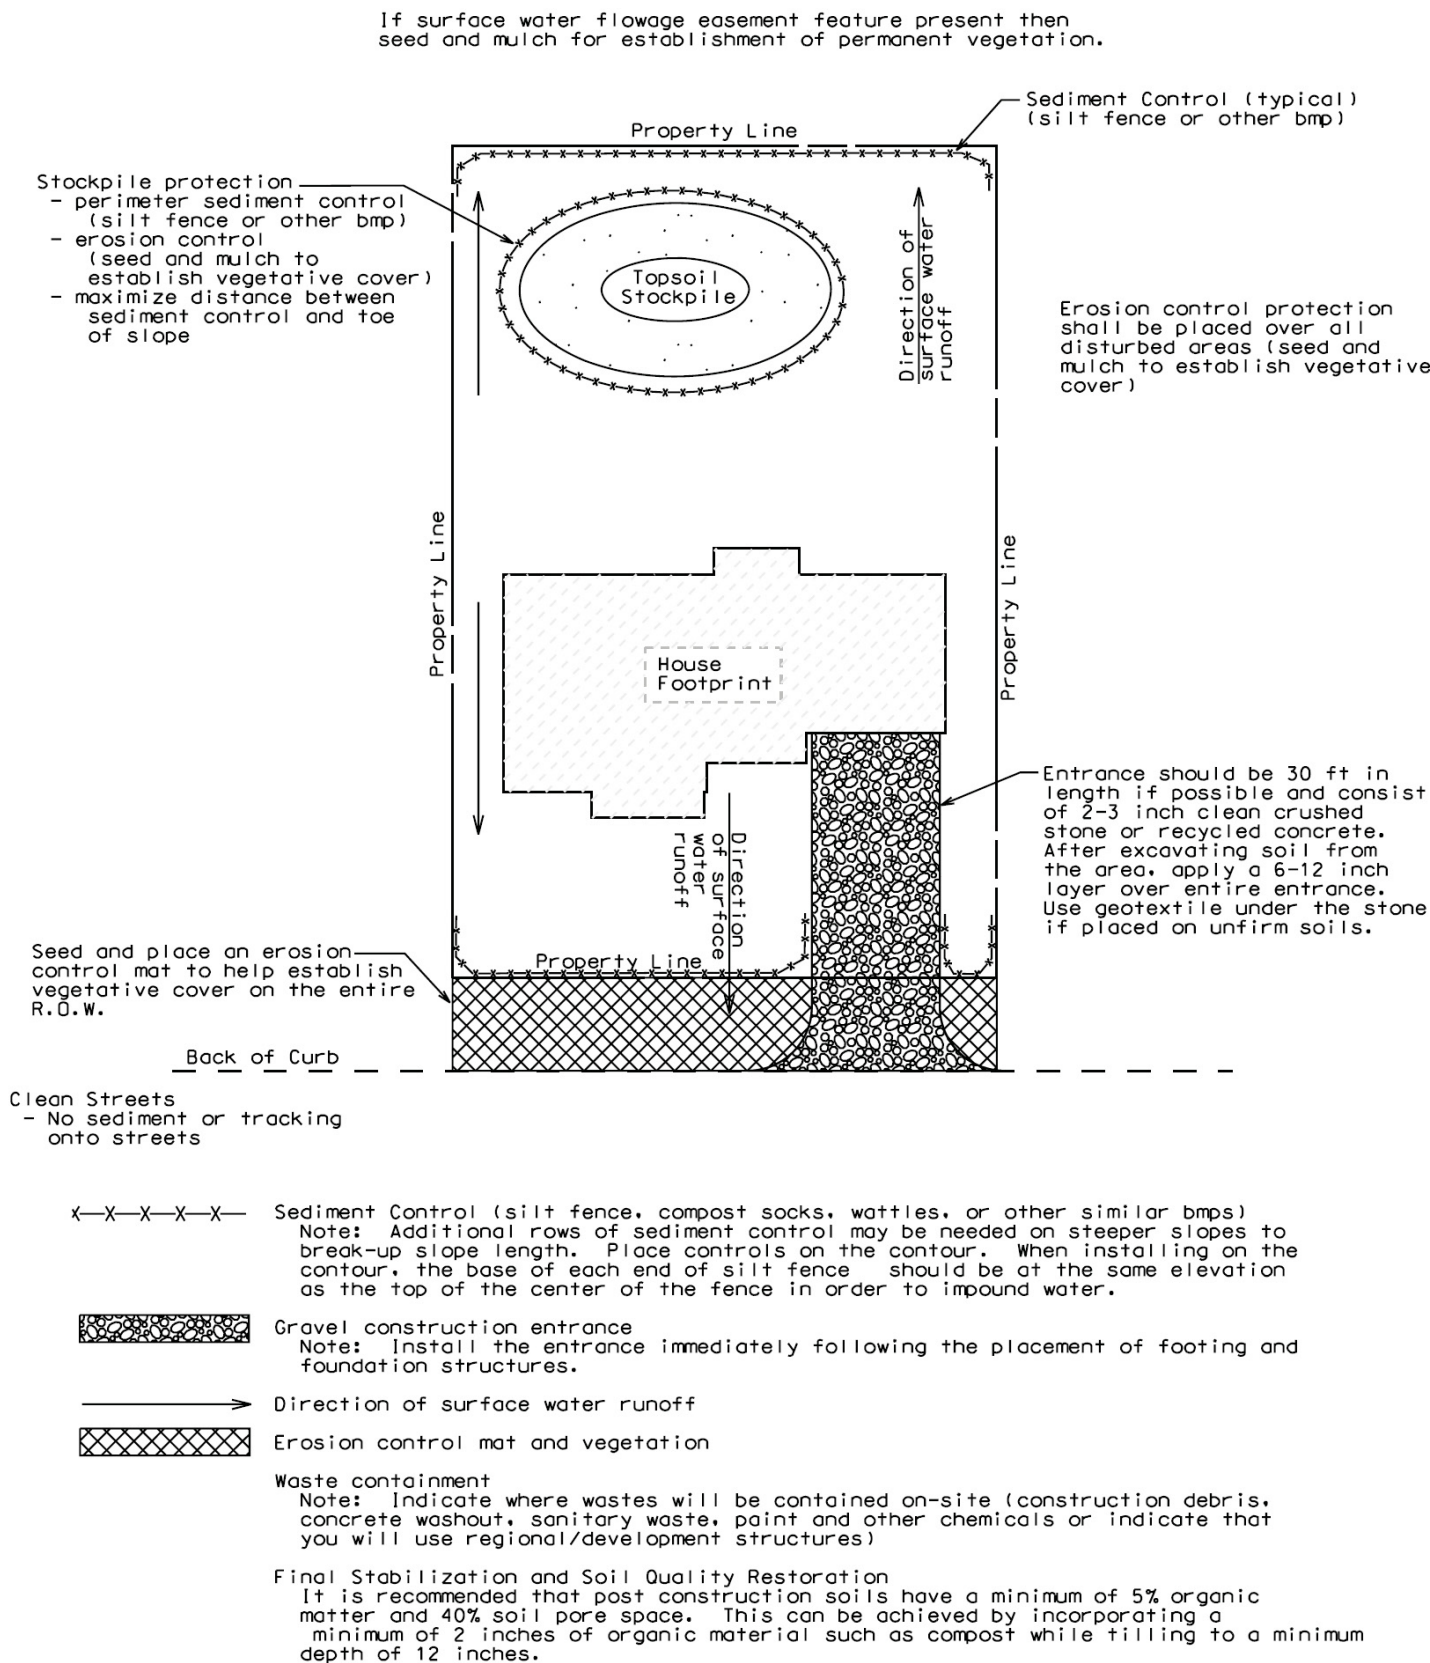 If surface water flowage easement feature present then
seed and mulch for establishment of permanent vegetation.
Sediment Control (typical)
(silt fence or other bmp)
Property Line
Stockpile protection
- perimeter sediment control
(silt fence or other bmp)
- erosion control
(seed and mulch to
establish vegetative cover)
- maximize distance between
sediment control and toe
of slope
Topsoil
Stockpile
Direction of
surface water
runoff
Erosion control protection
shall be placed over all
disturbed areas (seed and
mulch to establish vegetative
cover)
Property Line
Property Line
House
Footprint
Entrance should be 30 ft in
length if possible and consist
of 2-3 inch clean crushed
stone or recycled concrete.
After excavating soil from
the area, apply a 6-12 inch
layer over entire entrance.
Use geotextile under the stone
if placed on unfirm soils.
Direction
of surface
water
runoff
Seed and place an erosion
control mat to help establish
vegetative cover on the entire
R.O.W.
Property Line
Back of Curb
Clean Streets
- No sediment or tracking
onto streets
x—x—x—x—x— Sediment Control (silt fence, compost socks, wattles, or other similar bmps)
Note: Additional rows of sediment control may be needed on steeper slopes to
break-up slope length. Place controls on the contour. When installing on the
contour, the base of each end of silt fence should be at the same elevation
as the top of the center of the fence in order to impound water.
Gravel construction entrance
Note: Install the entrance immediately following the placement of footing and
foundation structures.
Direction of surface water runoff
Erosion control mat and vegetation
Waste containment
Note: Indicate where wastes will be contained on-site (construction debris,
concrete washout, sanitary waste, paint and other chemicals or indicate that
you will use regional/development structures)
Final Stabilization and Soil Quality Restoration
It is recommended that post construction soils have a minimum of 5% organic
matter and 40% soil pore space. This can be achieved by incorporating a
minimum of 2 inches of organic material such as compost while tilling to a minimum
depth of 12 inches.